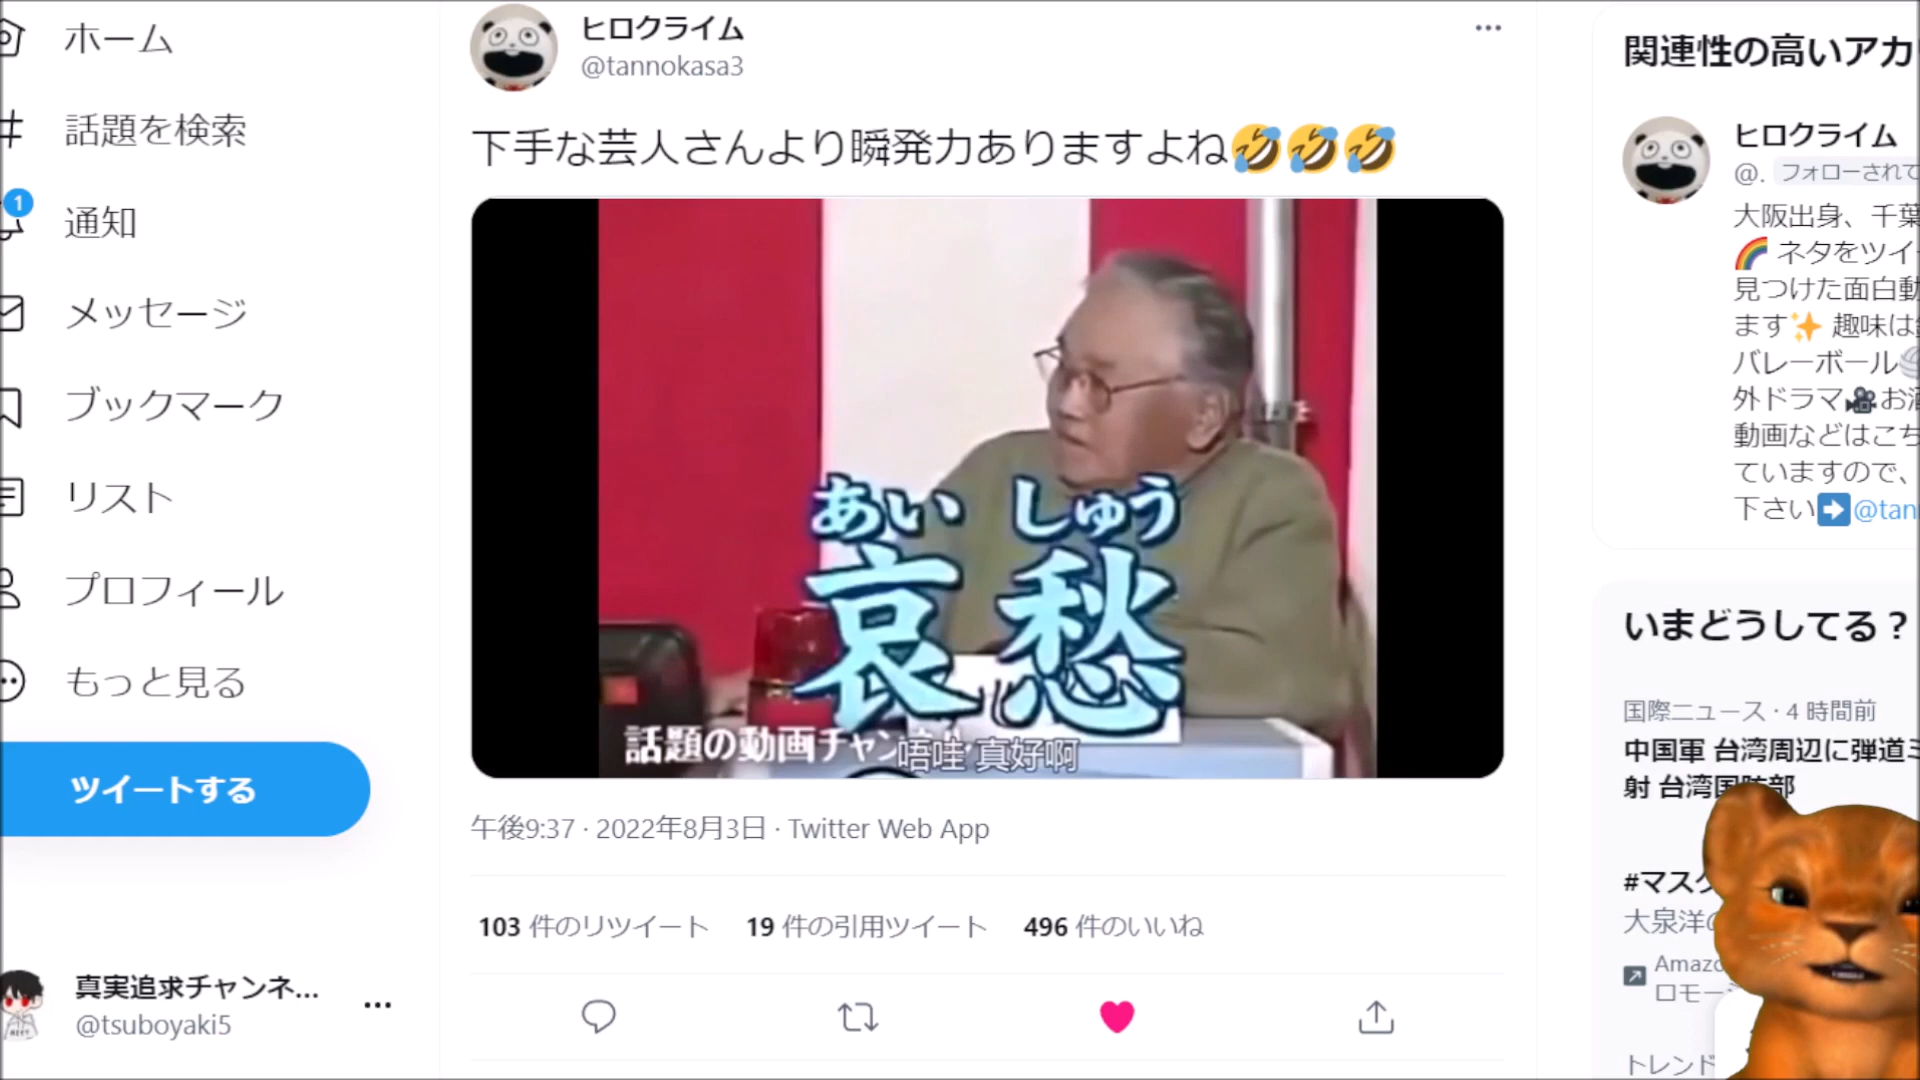 ホーム
話題を検索
1
通知
メッセージ
ブックマーク
リスト
プロフィール
もっと見る
ツイートする
真実追求チャンネ...
@tsuboyaki5
ヒロクライム
@tannokasa3
下手な芸人さんより瞬発力ありますよね🤣🤣🤣
あい しゅう
哀愁
話題の動画チャン
唔哇 真好啊
午後9:37 · 2022年8月3日 · Twitter Web App
103 件のリツイート 19 件の引用ツイート 496 件のいいね
関連性の高いアカ
ヒロクライム
@. フォローされて
大阪出身、千葉
🌈 ネタをツイ
見つけた面白動
ます✨ 趣味は
バレーボール🏐
外ドラマ🎥お酒
動画などはこち
ていますので、
下さい➡@tan
いまどうしてる？
国際ニュース · 4 時間前
中国軍 台湾周辺に弾道ミ
射 台湾国防部
#マスク
大泉洋の
Amazo
ロモー
トレンド